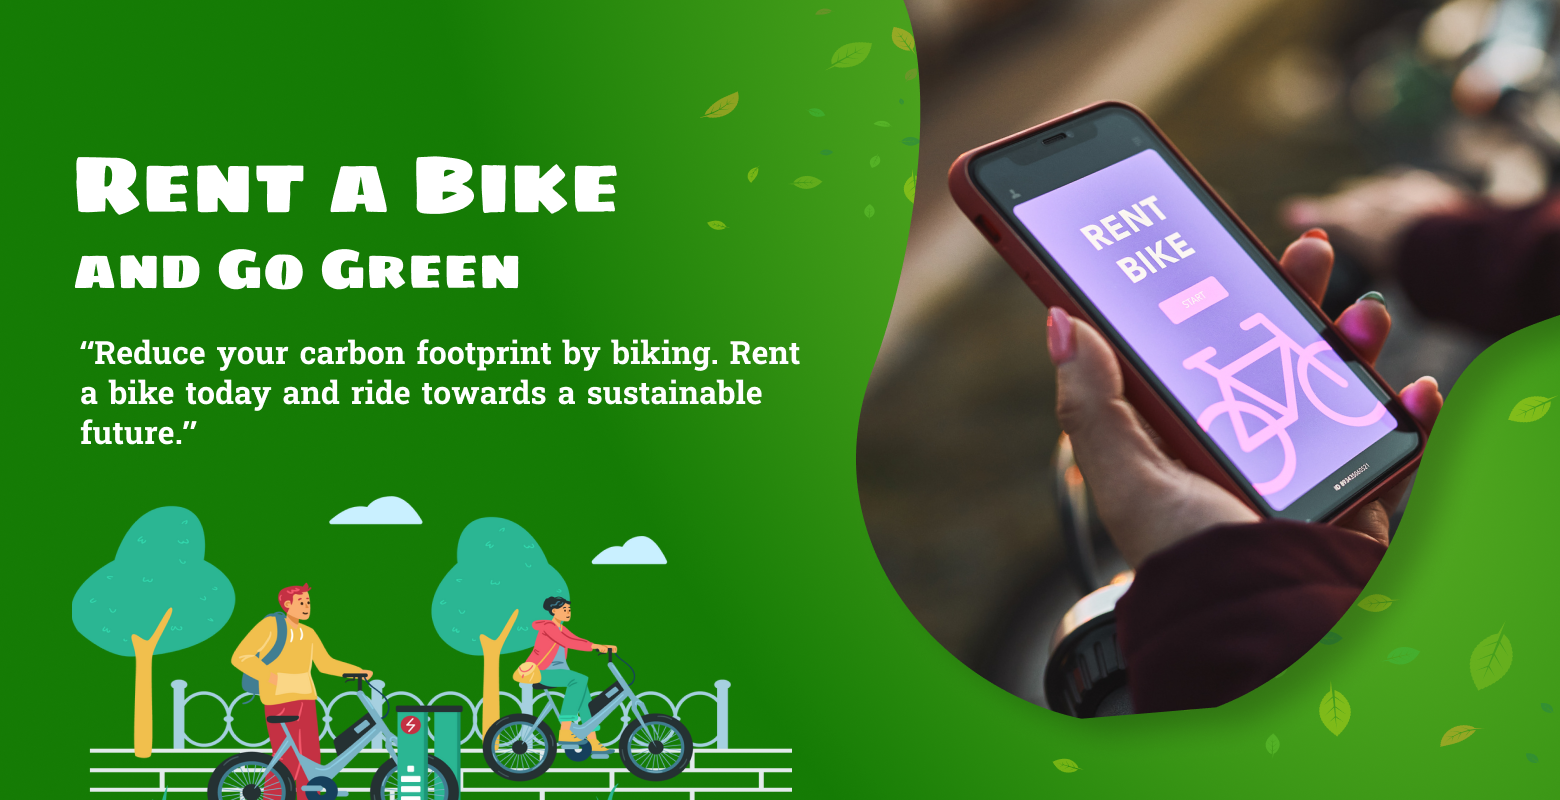 Rent a Bike
and Go Green
“Reduce your carbon footprint by biking. Rent
a bike today and ride towards a sustainable
future.”
RENT
BIKE
START